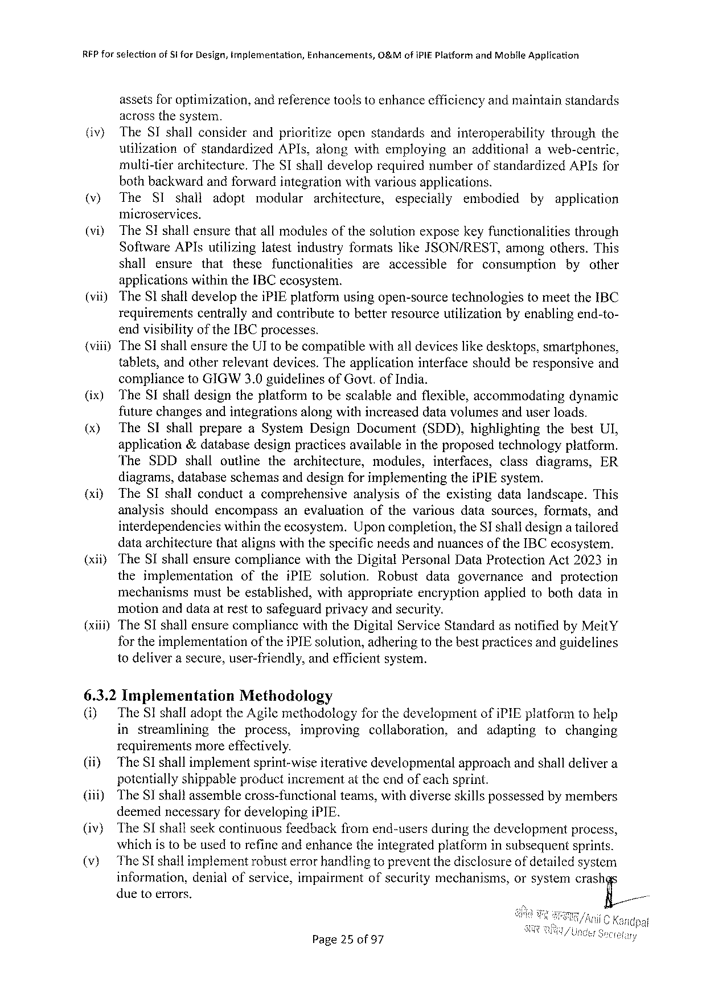 RFP for selection of SI for Design, Implementation, Enhancements, O&M of iPIE Platform and Mobile Application
assets for optimization, and reference tools to enhance efficiency and maintain standards
across the system.
(iv) The SI shall consider and prioritize open standards and interoperability through the
utilization of standardized APIs, along with employing an additional a web-centric,
multi-tier architecture. The SI shall develop required number of standardized APIs for
both backward and forward integration with various applications.
(v) The SI shall adopt modular architecture, especially embodied by application
microservices.
(vi) The SI shall ensure that all modules of the solution expose key functionalities through
Software APIs utilizing latest industry formats like JSON/REST, among others. This
shall ensure that these functionalities are accessible for consumption by other
applications within the IBC ecosystem.
(vii) The SI shall develop the iPIE platform using open-source technologies to meet the IBC
requirements centrally and contribute to better resource utilization by enabling end-to-
end visibility of the IBC processes.
(viii) The SI shall ensure the UI to be compatible with all devices like desktops, smartphones,
tablets, and other relevant devices. The application interface should be responsive and
compliance to GIGW 3.0 guidelines of Govt. of India.
(ix) The SI shall design the platform to be scalable and flexible, accommodating dynamic
future changes and integrations along with increased data volumes and user loads.
(x) The SI shall prepare a System Design Document (SDD), highlighting the best UI,
application & database design practices available in the proposed technology platform.
The SDD shall outline the architecture, modules, interfaces, class diagrams, ER
diagrams, database schemas and design for implementing the iPIE system.
(xi) The SI shall conduct a comprehensive analysis of the existing data landscape. This
analysis should encompass an evaluation of the various data sources, formats, and
interdependencies within the ecosystem. Upon completion, the SI shall design a tailored
data architecture that aligns with the specific needs and nuances of the IBC ecosystem.
(xii) The SI shall ensure compliance with the Digital Personal Data Protection Act 2023 in
the implementation of the iPIE solution. Robust data governance and protection
mechanisms must be established, with appropriate encryption applied to both data in
motion and data at rest to safeguard privacy and security.
(xiii) The SI shall ensure compliance with the Digital Service Standard as notified by MeitY
for the implementation of the iPIE solution, adhering to the best practices and guidelines
to deliver a secure, user-friendly, and efficient system.
6.3.2 Implementation Methodology
(i) The SI shall adopt the Agile methodology for the development of iPIE platform to help
in streamlining the process, improving collaboration, and adapting to changing
requirements more effectively.
(ii) The SI shall implement sprint-wise iterative developmental approach and shall deliver a
potentially shippable product increment at the end of each sprint.
(iii) The SI shall assemble cross-functional teams, with diverse skills possessed by members
deemed necessary for developing iPIE.
(iv) The SI shall seek continuous feedback from end-users during the development process,
which is to be used to refine and enhance the integrated platform in subsequent sprints.
(v) The SI shall implement robust error handling to prevent the disclosure of detailed system
information, denial of service, impairment of security mechanisms, or system crashes
due to errors.
/Anil C Kandpal
अवर सचिव/Under Secretary
Page 25 of 97